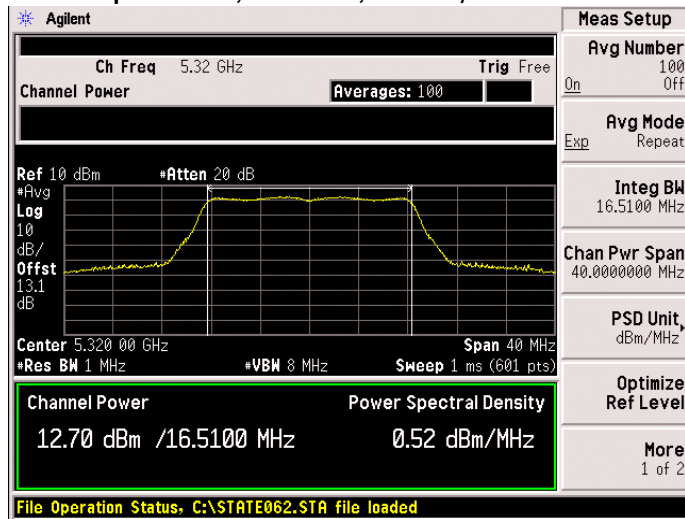 Agilent
Ch Freq 5.32 GHz Trig Free
Channel Power Averages: 100
Ref 10 dBm #Atten 20 dB
#Avg
Log
10
dB/
Offst
13.1
dB
Center 5.320 00 GHz Span 40 MHz
#Res BW 1 MHz #VBW 8 MHz Sweep 1 ms (601 pts)
Channel Power Power Spectral Density
12.70 dBm /16.5100 MHz 0.52 dBm/MHz
File Operation Status, C:\STATE062.STA file loaded
Meas Setup
Avg Number
100
On Off
Avg Mode
Exp Repeat
Integ BW
16.5100 MHz
Chan Pwr Span
40.0000000 MHz
PSD Unit
dBm/MHz
Optimize
Ref Level
More
1 of 2